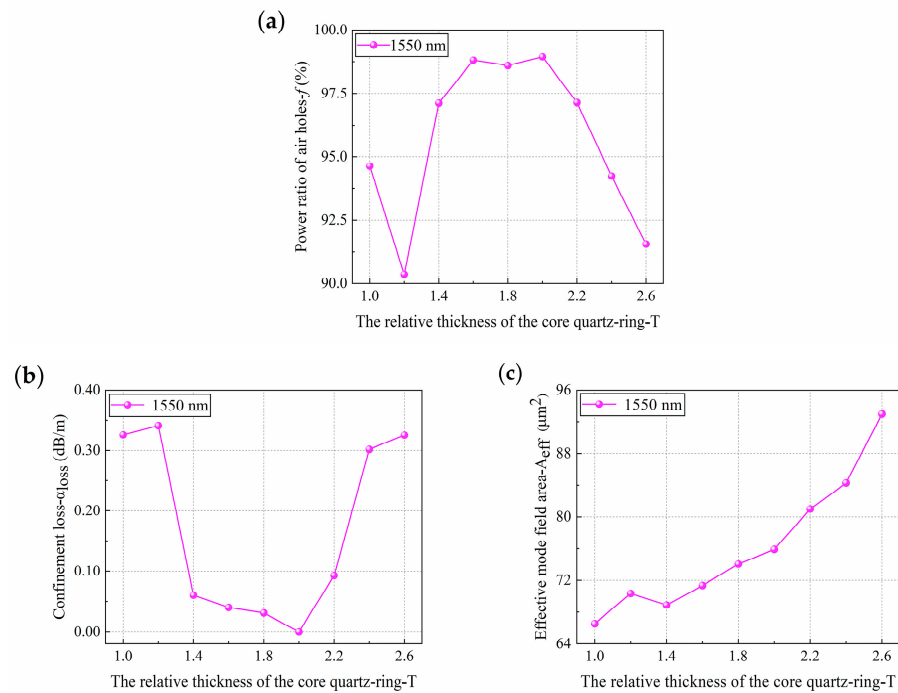 (a)
100.0
97.5
95.0
92.5
90.0
Power ratio of air holes-f (%)
1550 nm
1.0 1.4 1.8 2.2 2.6
The relative thickness of the core quartz-ring-T
(b)
0.40
0.30
0.20
0.10
0.00
Confinement loss-αloss (dB/m)
1550 nm
1.0 1.4 1.8 2.2 2.6
The relative thickness of the core quartz-ring-T
(c)
96
88
80
72
64
Effective mode field area-Aeff (μm²)
1550 nm
1.0 1.4 1.8 2.2 2.6
The relative thickness of the core quartz-ring-T